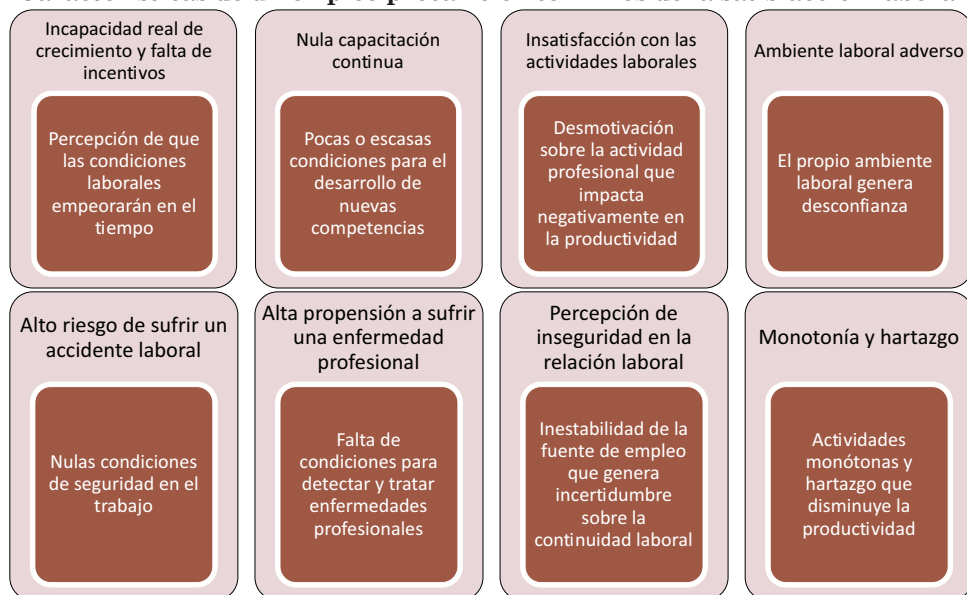 Incapacidad real de
crecimiento y falta de
incentivos
Percepción de que
las condiciones
laborales
empeorarán en el
tiempo
Nula capacitación
continua
Pocas o escasas
condiciones para el
desarrollo de
nuevas
competencias
Insatisfacción con las
actividades laborales
Desmotivación
sobre la actividad
profesional que
impacta
negativamente en
la productividad
Ambiente laboral adverso
El propio ambiente
laboral genera
desconfianza
Alto riesgo de sufrir un
accidente laboral
Nulas condiciones
de seguridad en el
trabajo
Alta propensión a sufrir
una enfermedad
profesional
Falta de
condiciones para
detectar y tratar
enfermedades
profesionales
Percepción de
inseguridad en la
relación laboral
Inestabilidad de la
fuente de empleo
que genera
incertidumbre
sobre la
continuidad laboral
Monotonía y hartazgo
Actividades
monótonas y
hartazgo que
disminuye la
productividad